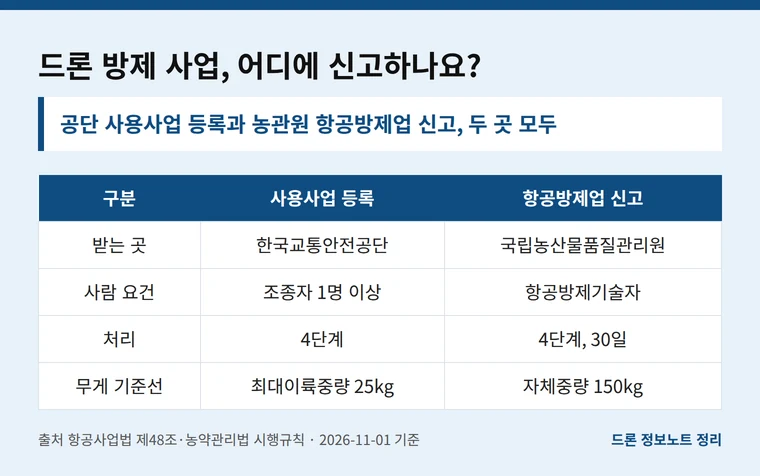 드론 방제 사업, 어디에 신고하나요?
공단 사용사업 등록과 농관원 항공방제업 신고, 두 곳 모두
구분 사용사업 등록 항공방제업 신고
받는 곳 한국교통안전공단 국립농산물품질관리원
사람 요건 조종자 1명 이상 항공방제기술자
처리 4단계 4단계, 30일
무게 기준선 최대이륙중량 25kg 자체중량 150kg
출처 항공사업법 제48조·농약관리법 시행규칙 · 2026-11-01 기준 드론 정보노트 정리